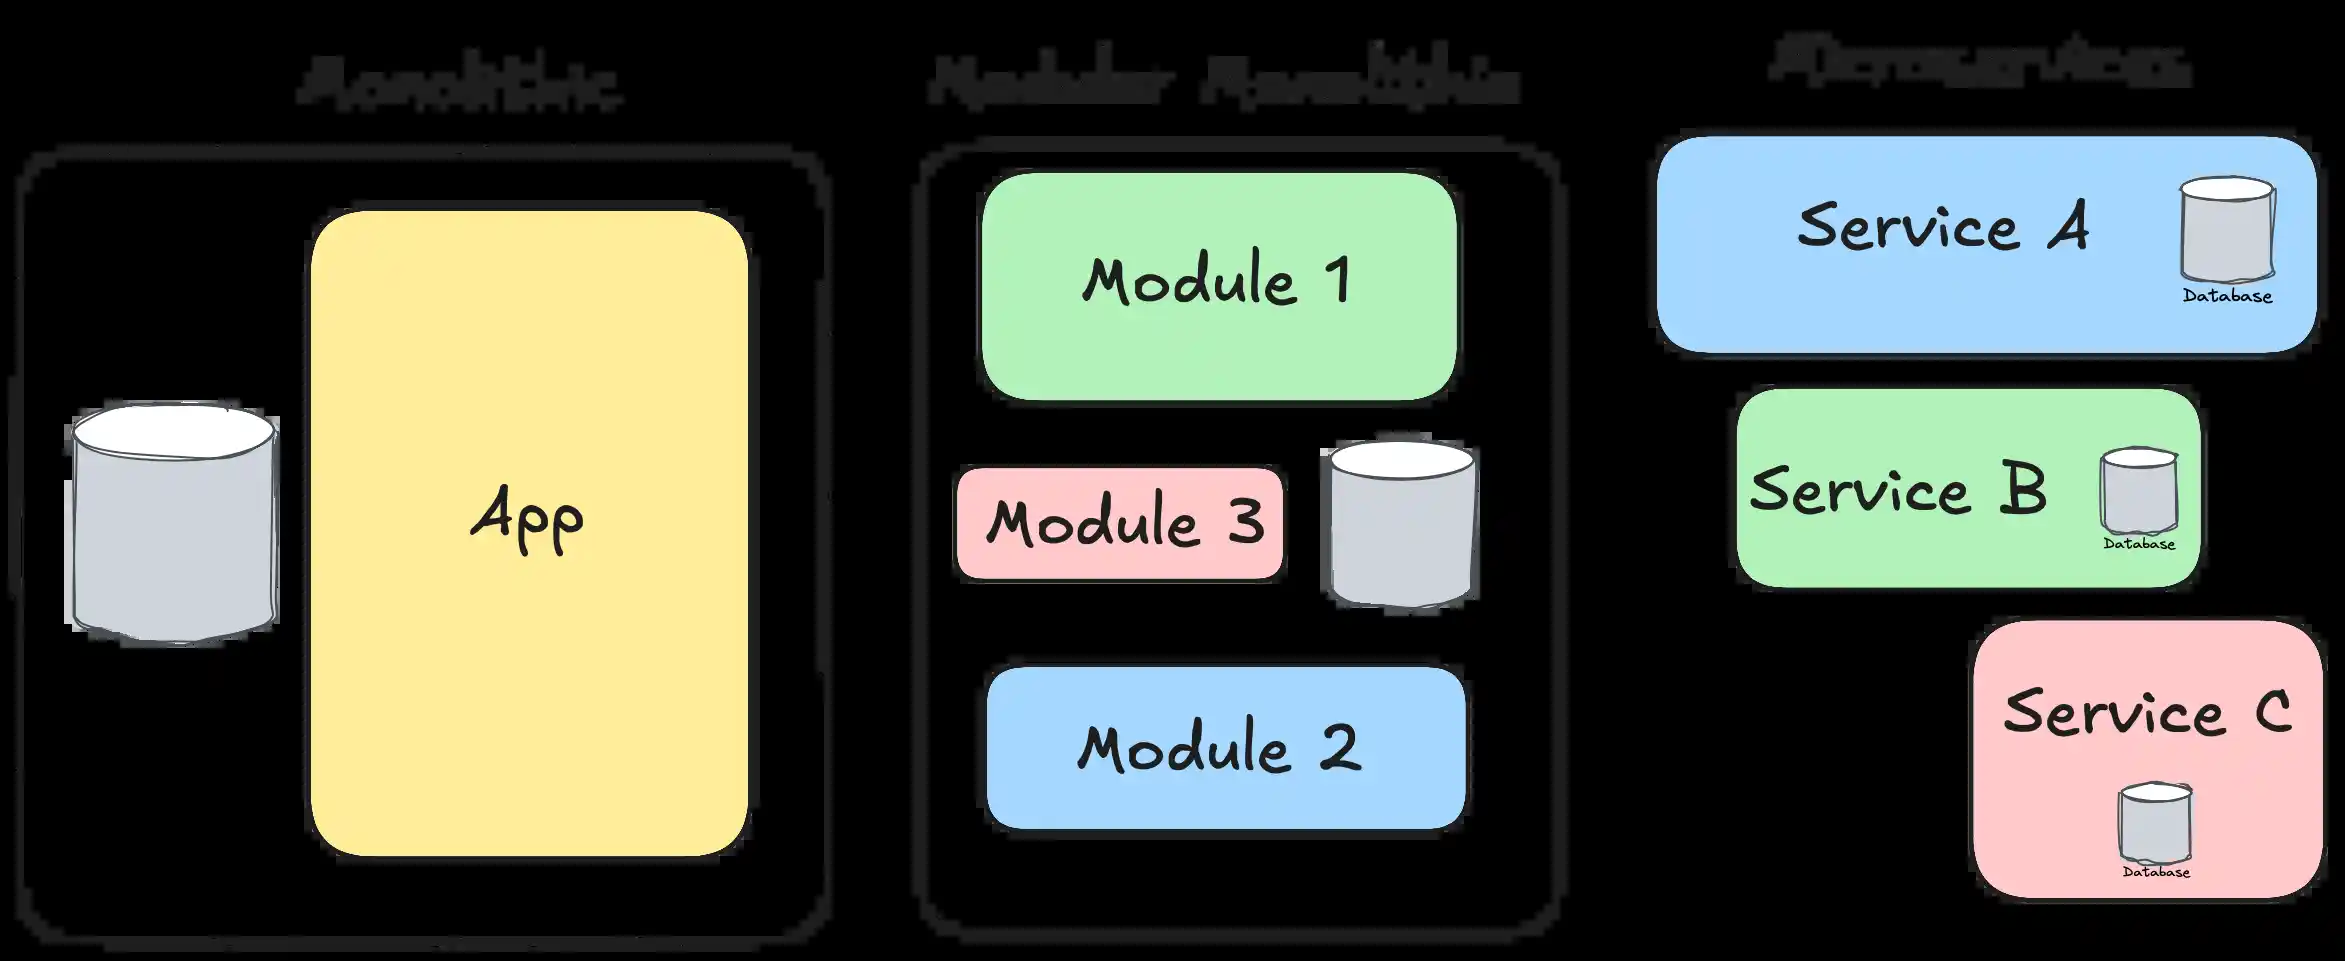 Monolithic
Modular Monolithic
Microservices
App
Module 1
Module 3
Module 2
Service A
Database
Service B
Database
Service C
Database